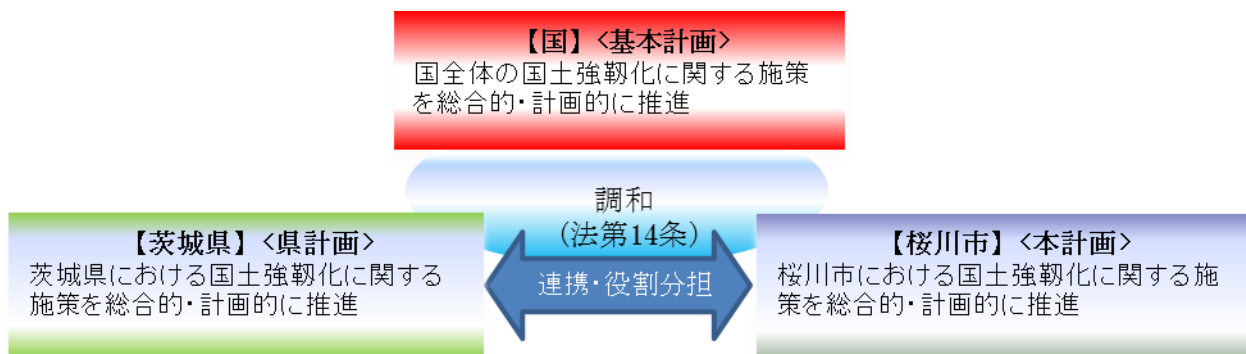 【国】<基本計画>
国全体の国土強靱化に関する施策
を総合的・計画的に推進
調和
(法第14条)
【茨城県】<県計画>
茨城県における国土強靱化に関する
施策を総合的・計画的に推進
連携・役割分担
【桜川市】<本計画>
桜川市における国土強靱化に関する施
策を総合的・計画的に推進